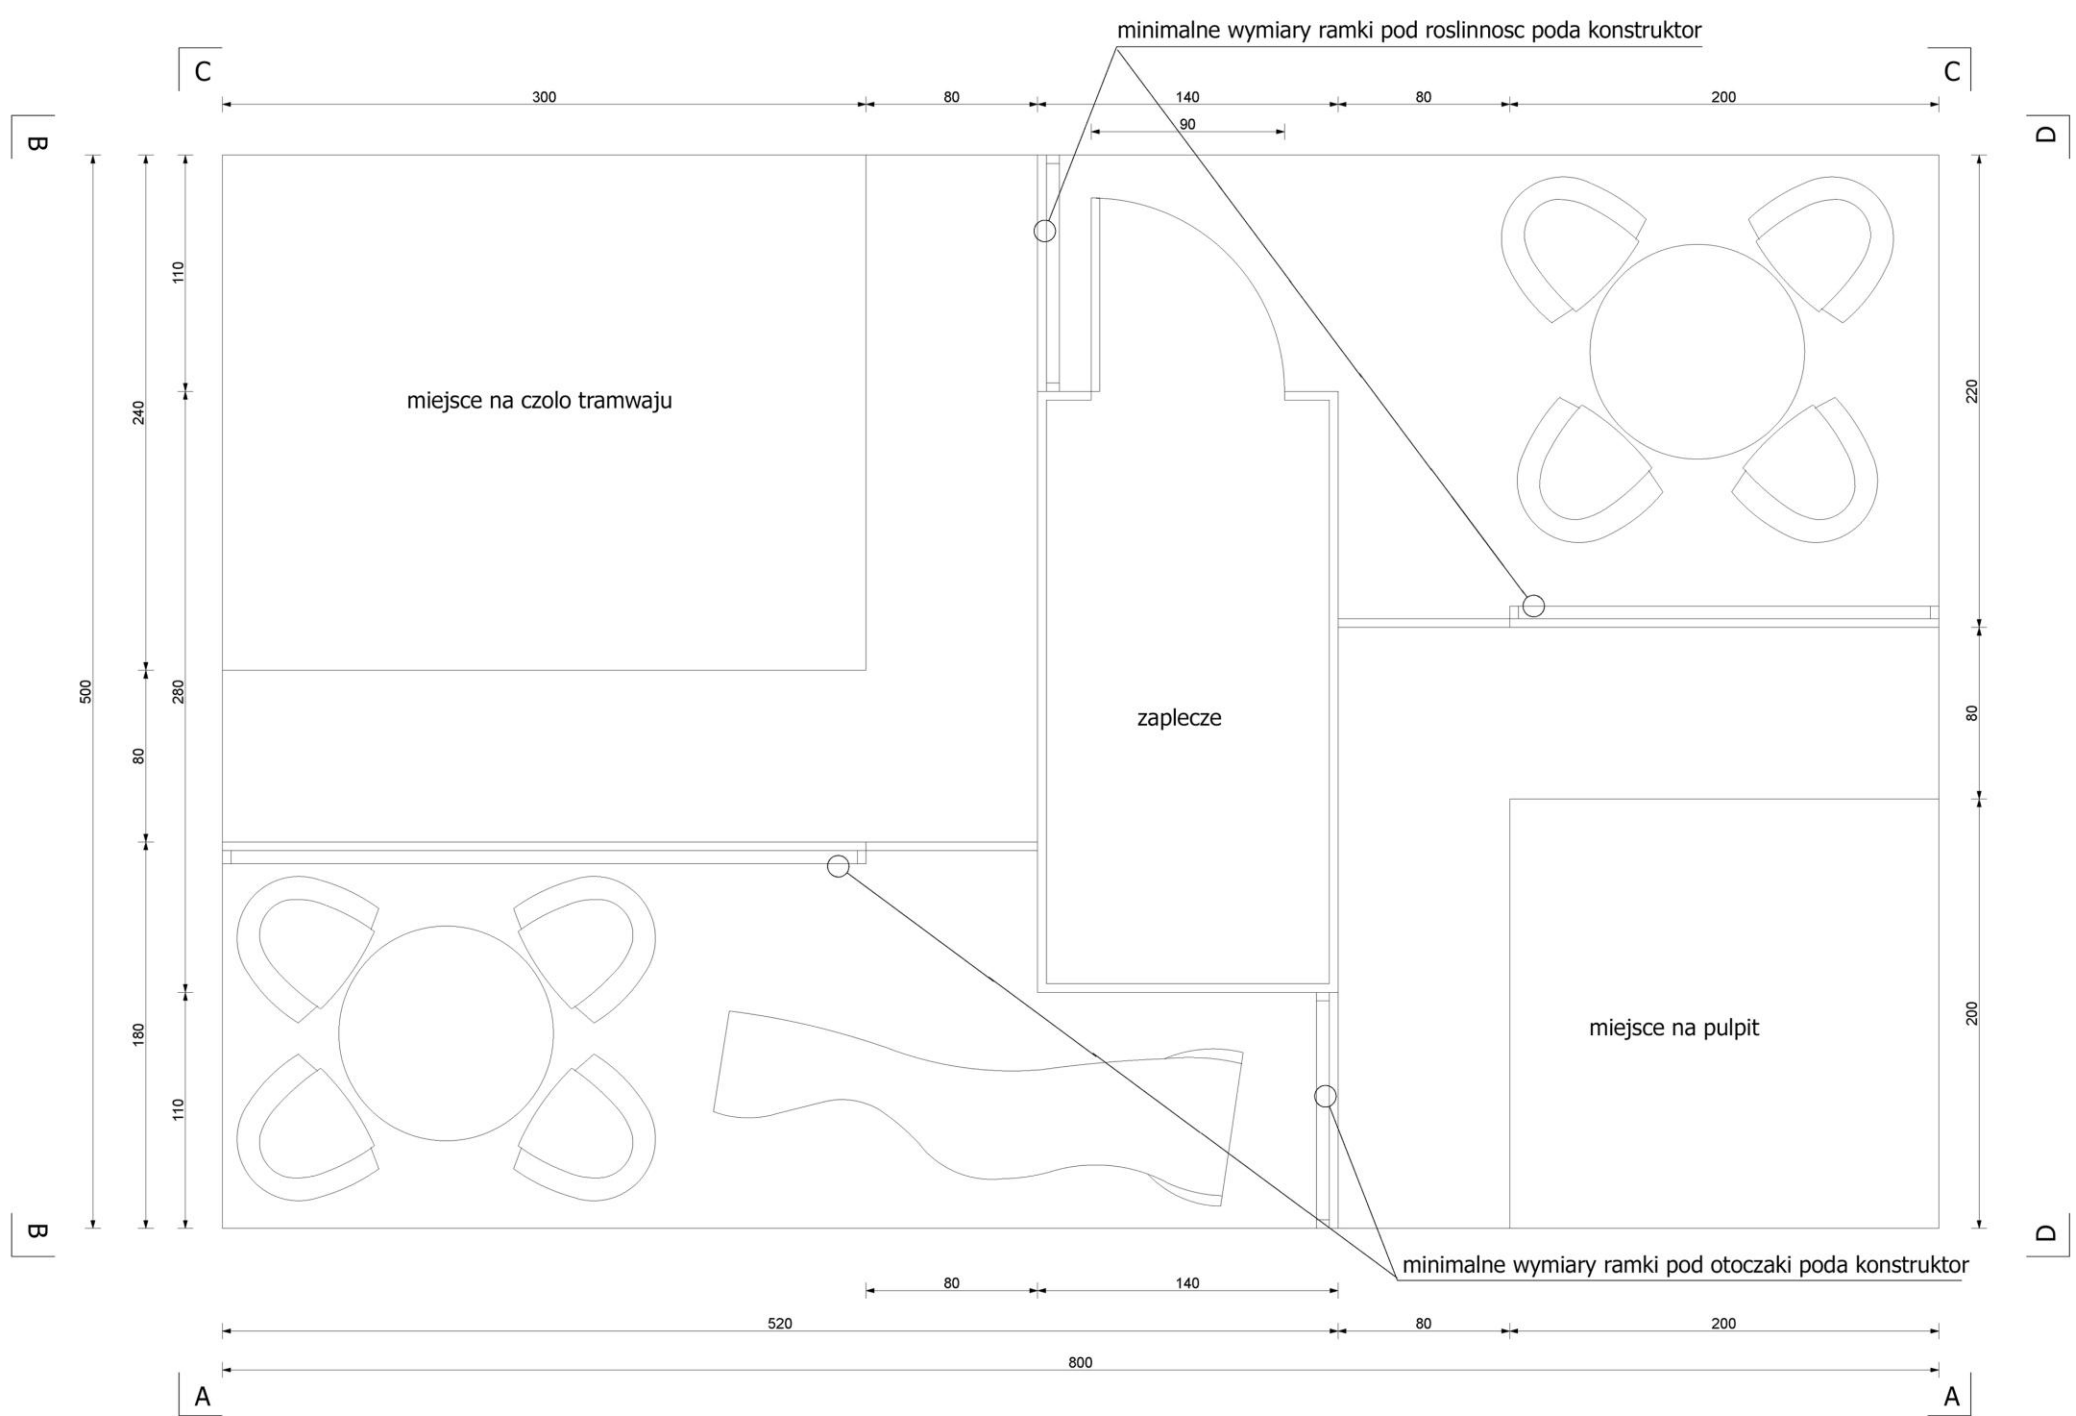 minimalne wymiary ramki pod roslinnosc poda konstruktor
C
C
300
80
140
80
200
90
B
D
110
240
220
miejsce na czolo tramwaju
500
280
80
zaplecze
80
180
110
200
miejsce na pulpit
B
D
minimalne wymiary ramki pod otoczaki poda konstruktor
80
140
520
80
200
800
A
A